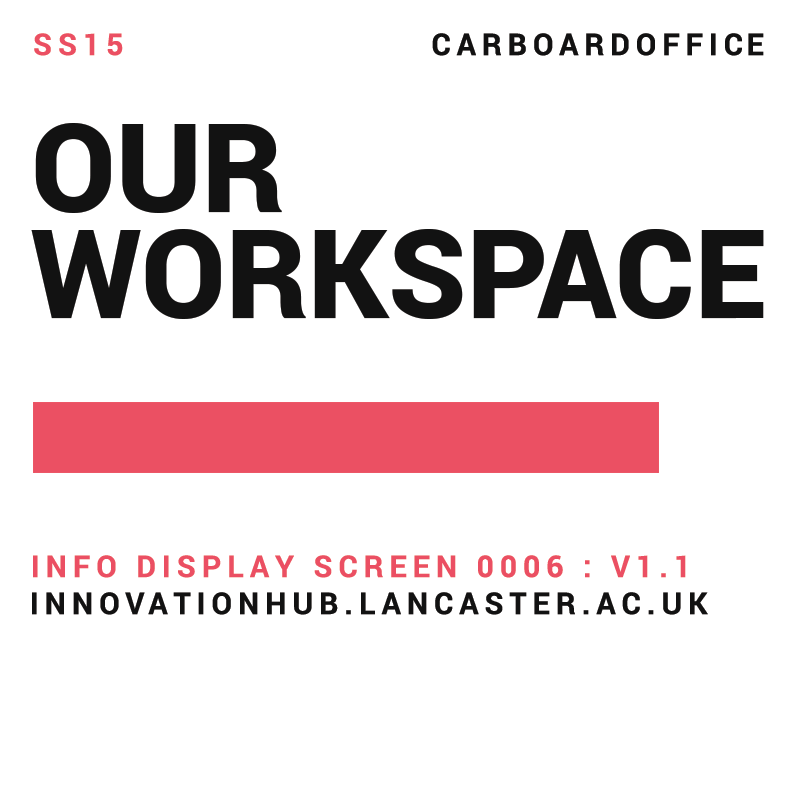 SS15 CARBOARDOFFICE
OUR
WORKSPACE
INFO DISPLAY SCREEN 0006 : V1.1
INNOVATIONHUB.LANCASTER.AC.UK